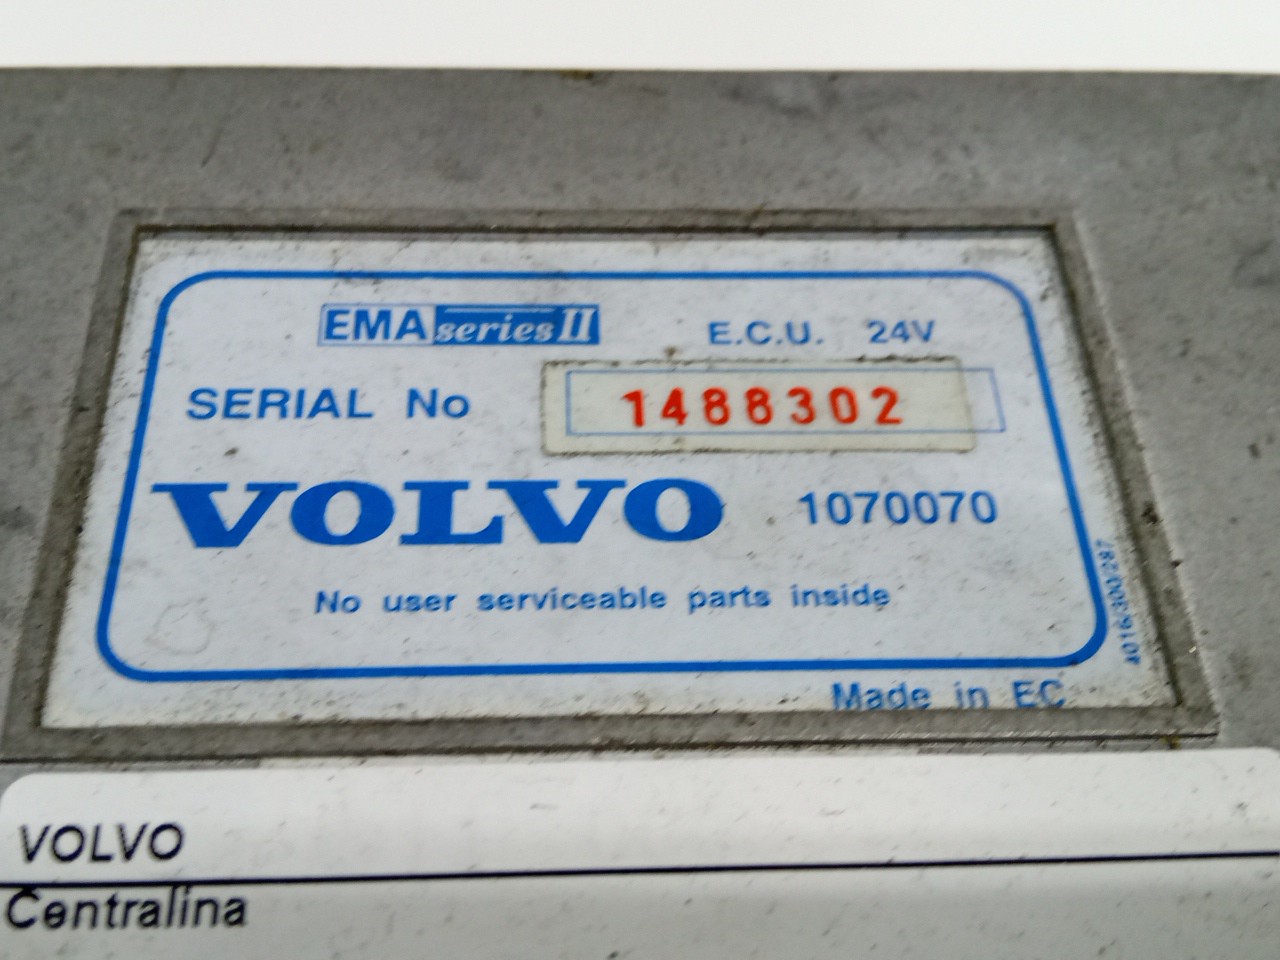 EMA series II E.C.U. 24V
SERIAL No 1488302
VOLVO 1070070
No user serviceable parts inside
4016/300/287
Made in EC
VOLVO
Centralina